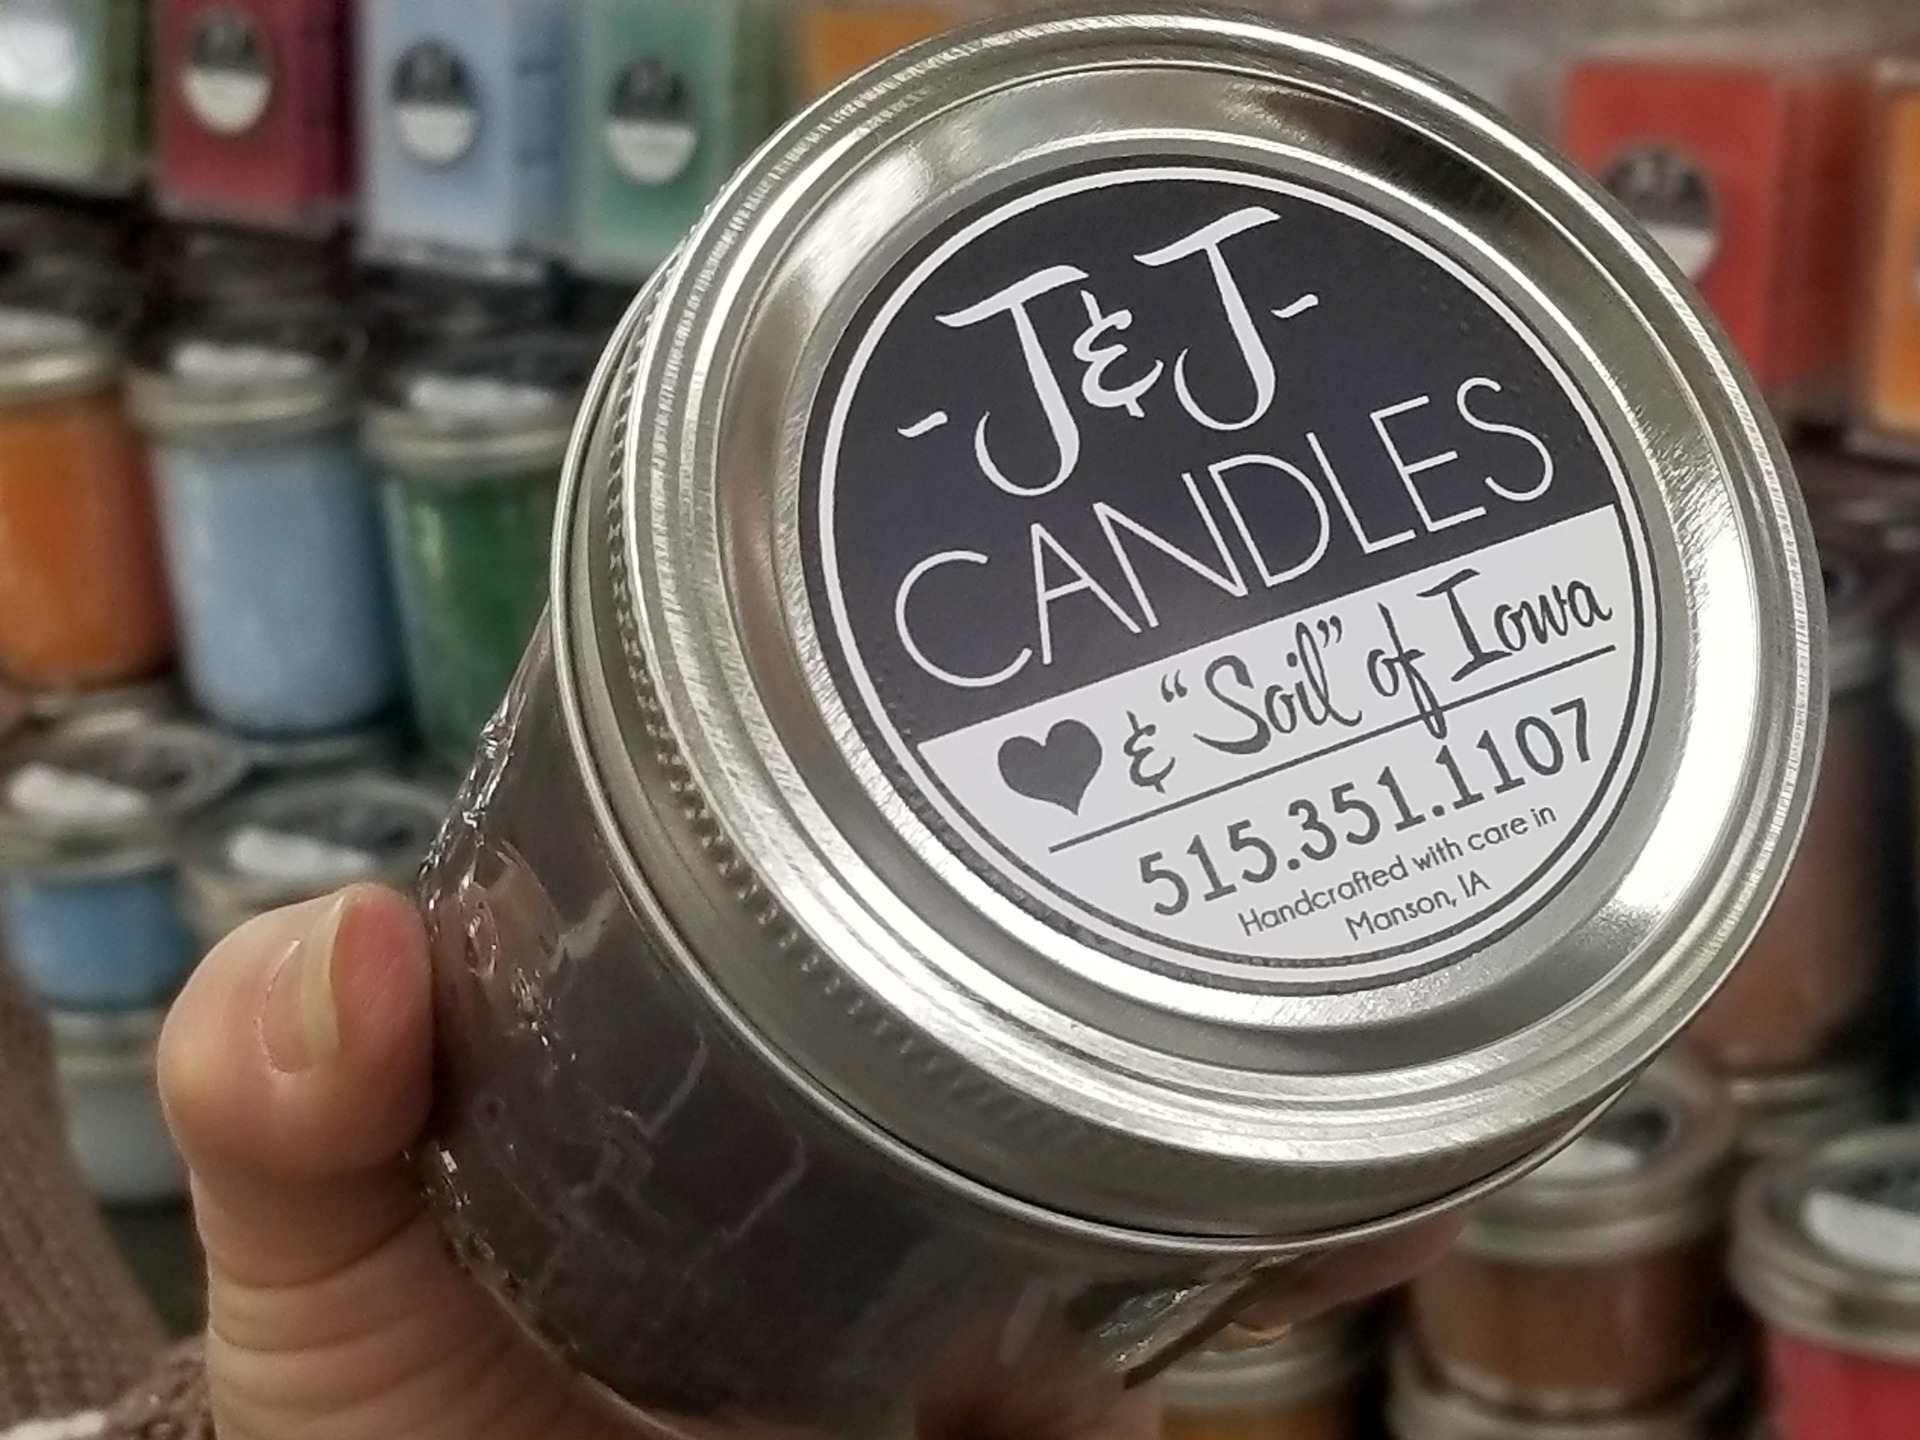 -J&J-
CANDLES
♥ & "Soil" of Iowa
515.351.1107
Handcrafted with care in
Manson, IA